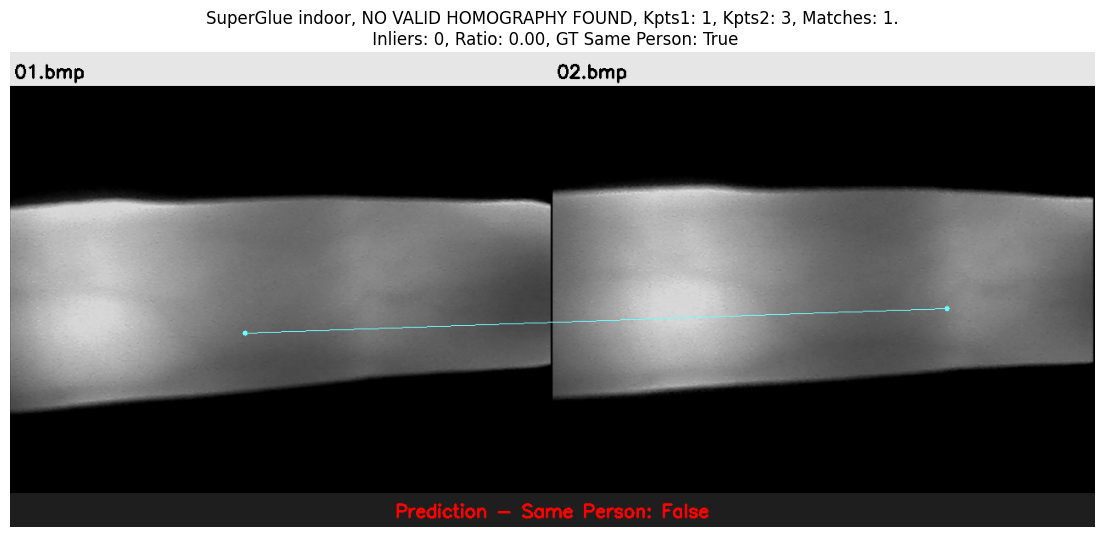 SuperGlue indoor, NO VALID HOMOGRAPHY FOUND, Kpts1: 1, Kpts2: 3, Matches: 1.
Inliers: 0, Ratio: 0.00, GT Same Person: True
01.bmp
02.bmp
Prediction - Same Person: False